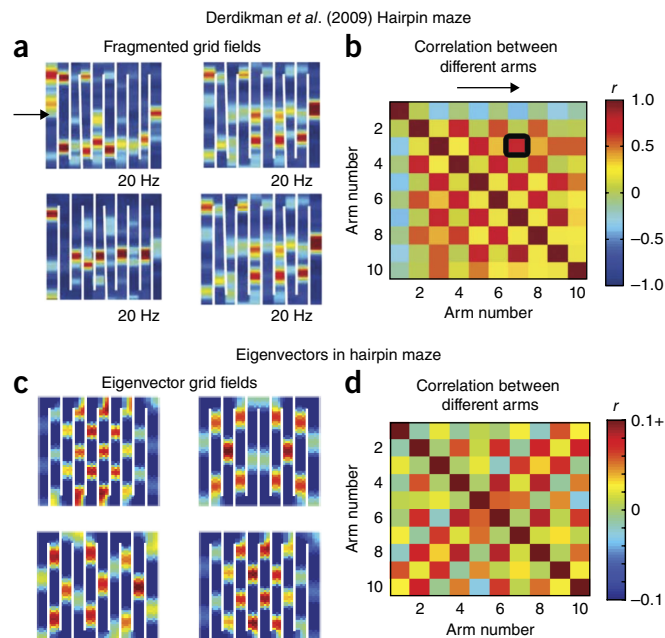 Derdikman et al. (2009) Hairpin maze
a
Fragmented grid fields
20 Hz
20 Hz
20 Hz
20 Hz
b
Correlation between
different arms
r
1.0
0.5
0
–0.5
–1.0
2
4
6
8
10
Arm number
2 4 6 8 10
Arm number
Eigenvectors in hairpin maze
c
Eigenvector grid fields
d
Correlation between
different arms
r
0.1+
0
–0.1
2
4
6
8
10
Arm number
2 4 6 8 10
Arm number